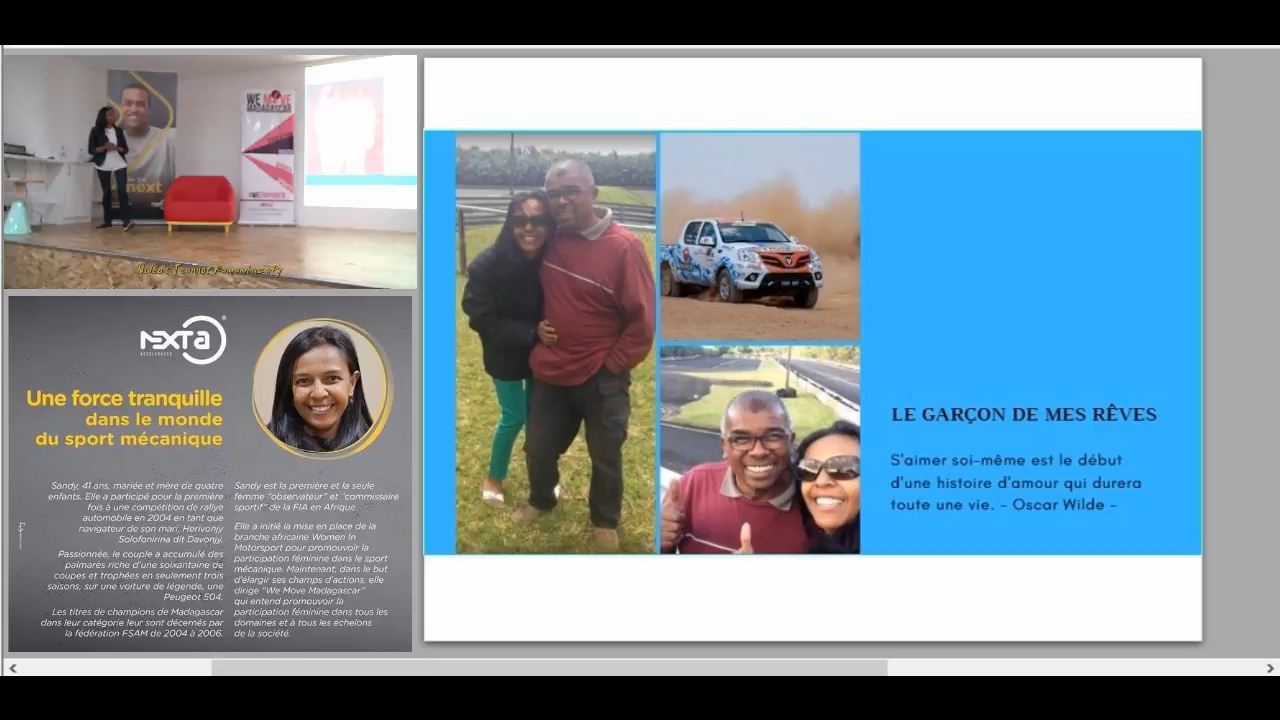 WE MOVE
MADAGASCAR
next
NEXTA
ACCELERATOR
Une force tranquille
dans le monde
du sport mécanique
Sandy, 41 ans, mariée et mère de quatre
enfants. Elle a participé pour la première
fois à une compétition de rallye
automobile en 2004 en tant que
navigateur de son mari, Herivonjy
Solofonirina dit Davonjy.
Passionnée, le couple a accumulé des
palmarès riche d'une soixantaine de
coupes et trophées en seulement trois
saisons, sur une voiture de légende, une
Peugeot 504.
Les titres de champions de Madagascar
dans leur catégorie leur sont décernés par
la fédération FSAM de 2004 à 2006.
Sandy est la première et la seule
femme "observateur" et "commissaire
sportif" de la FIA en Afrique.
Elle a initié la mise en place de la
branche africaine Women In
Motorsport pour promouvoir la
participation féminine dans le sport
mécanique. Maintenant, dans le but
d'élargir ses champs d'actions, elle
dirige "We Move Madagascar"
qui entend promouvoir la
participation féminine dans tous les
domaines et à tous les échelons
de la société.
LE GARÇON DE MES RÊVES
S'aimer soi-même est le début
d'une histoire d'amour qui durera
toute une vie. - Oscar Wilde -